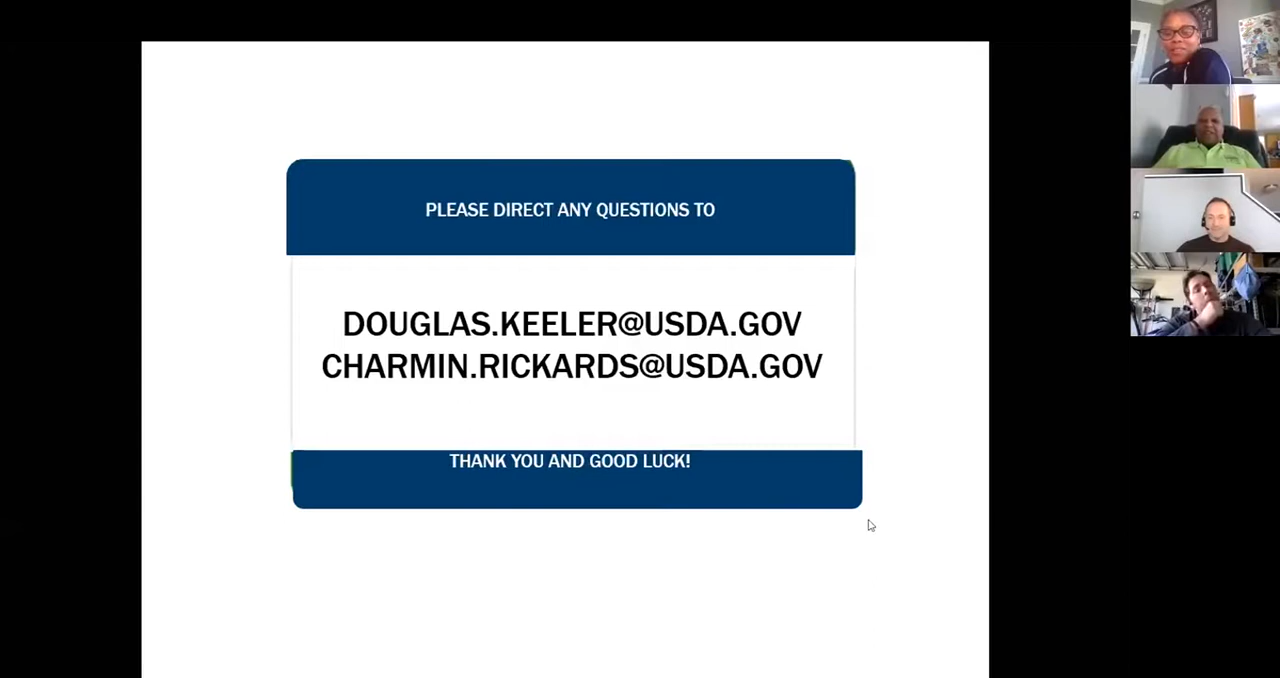 PLEASE DIRECT ANY QUESTIONS TO
DOUGLAS.KEELER@USDA.GOV
CHARMIN.RICKARDS@USDA.GOV
THANK YOU AND GOOD LUCK!